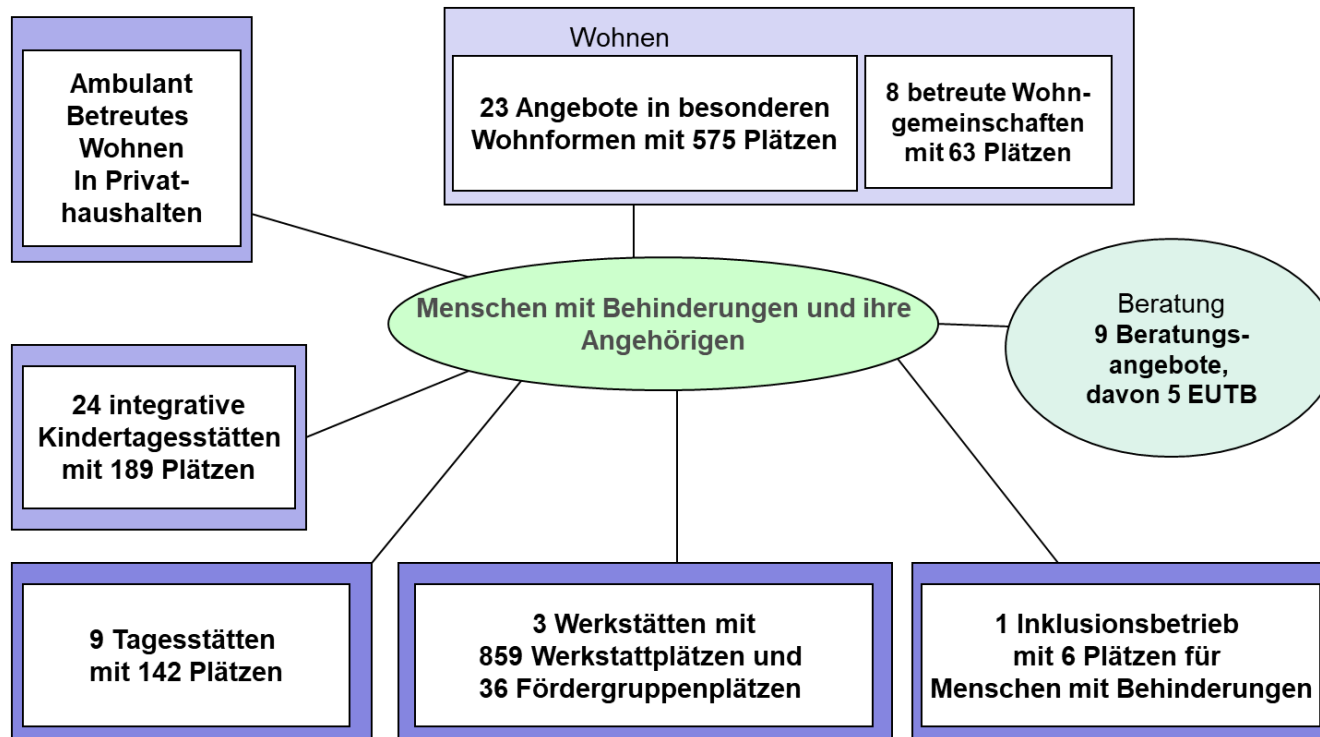 Ambulant
Betreutes
Wohnen
In Privat-
haushalten
Wohnen
23 Angebote in besonderen
Wohnformen mit 575 Plätzen
8 betreute Wohn-
gemeinschaften
mit 63 Plätzen
Menschen mit Behinderungen und ihre
Angehörigen
Beratung
9 Beratungs-
angebote,
davon 5 EUTB
24 integrative
Kindertagesstätten
mit 189 Plätzen
9 Tagesstätten
mit 142 Plätzen
3 Werkstätten mit
859 Werkstattplätzen und
36 Fördergruppenplätzen
1 Inklusionsbetrieb
mit 6 Plätzen für
Menschen mit Behinderungen